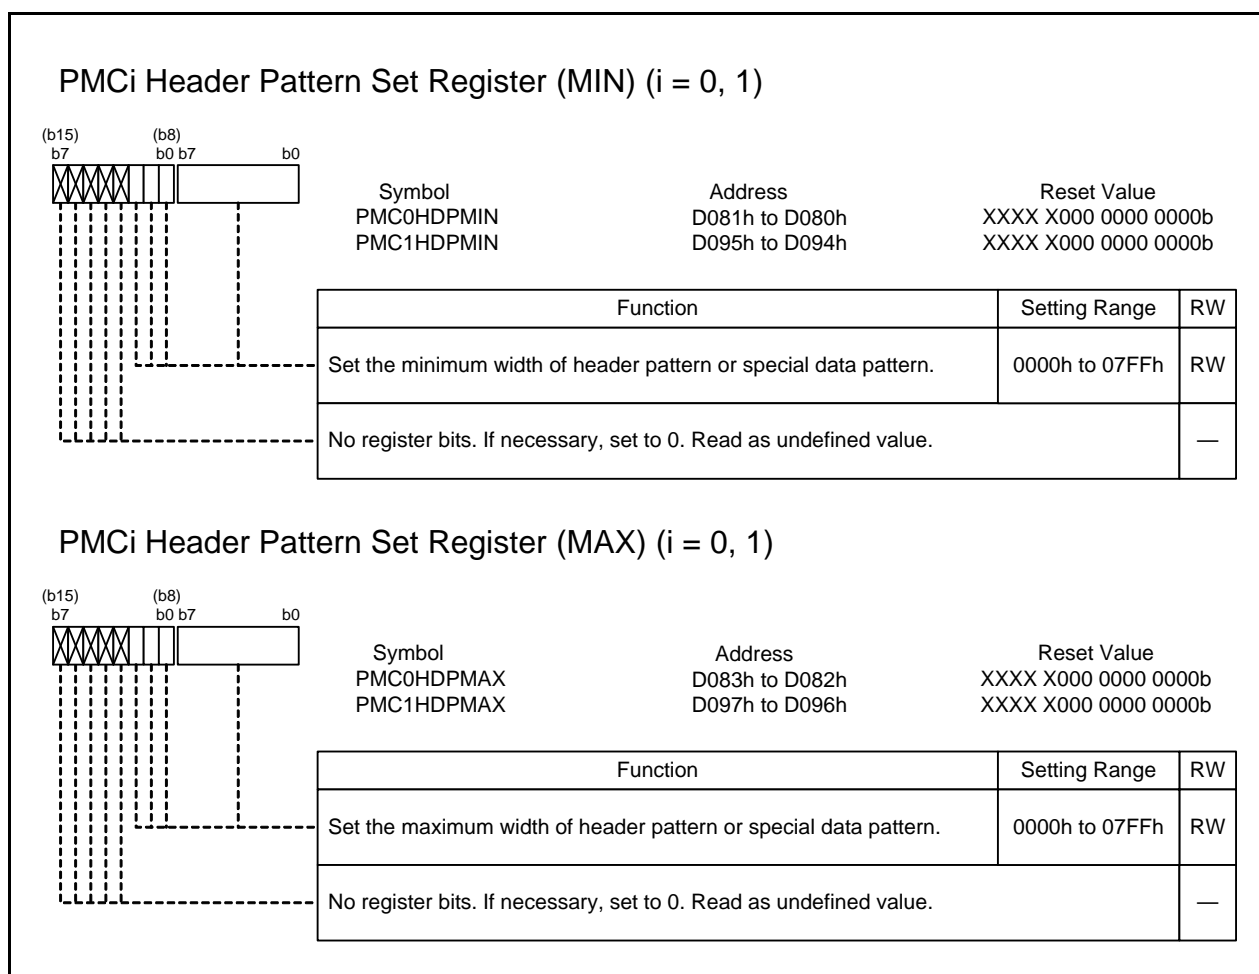 PMCi Header Pattern Set Register (MIN) (i = 0, 1)
(b15) (b8)
b7 b0 b7 b0
Symbol Address Reset Value
PMC0HDPMIN D081h to D080h XXXX X000 0000 0000b
PMC1HDPMIN D095h to D094h XXXX X000 0000 0000b
Function Setting Range RW
Set the minimum width of header pattern or special data pattern. 0000h to 07FFh RW
No register bits. If necessary, set to 0. Read as undefined value. —
PMCi Header Pattern Set Register (MAX) (i = 0, 1)
(b15) (b8)
b7 b0 b7 b0
Symbol Address Reset Value
PMC0HDPMAX D083h to D082h XXXX X000 0000 0000b
PMC1HDPMAX D097h to D096h XXXX X000 0000 0000b
Function Setting Range RW
Set the maximum width of header pattern or special data pattern. 0000h to 07FFh RW
No register bits. If necessary, set to 0. Read as undefined value. —